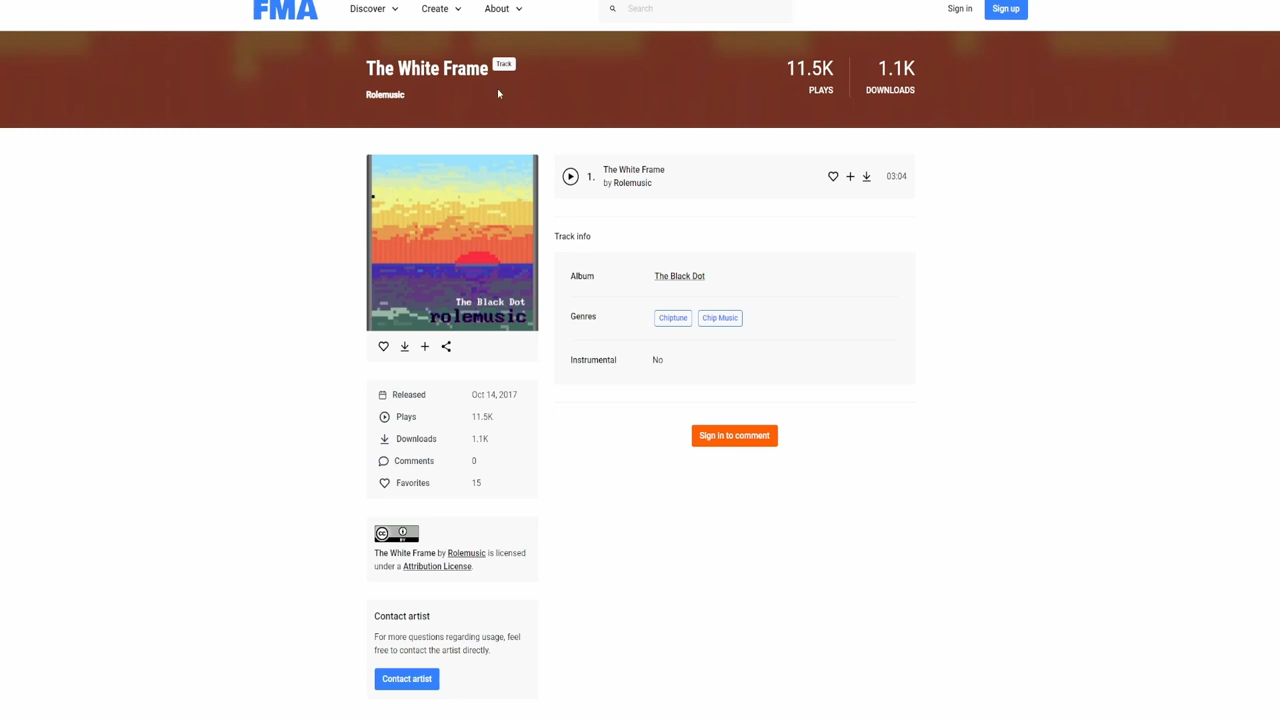 FMA Discover Create About Search Sign in Sign up
The White Frame Track
Rolemusic
11.5K PLAYS
1.1K DOWNLOADS
The Black Dot
rolemusic
1. The White Frame 03:04
by Rolemusic
Track info
Album The Black Dot
Genres Chiptune Chip Music
Instrumental No
Sign in to comment
Released Oct 14, 2017
Plays 11.5K
Downloads 1.1K
Comments 0
Favorites 15
CC BY
The White Frame by Rolemusic is licensed
under a Attribution License.
Contact artist
For more questions regarding usage, feel
free to contact the artist directly.
Contact artist